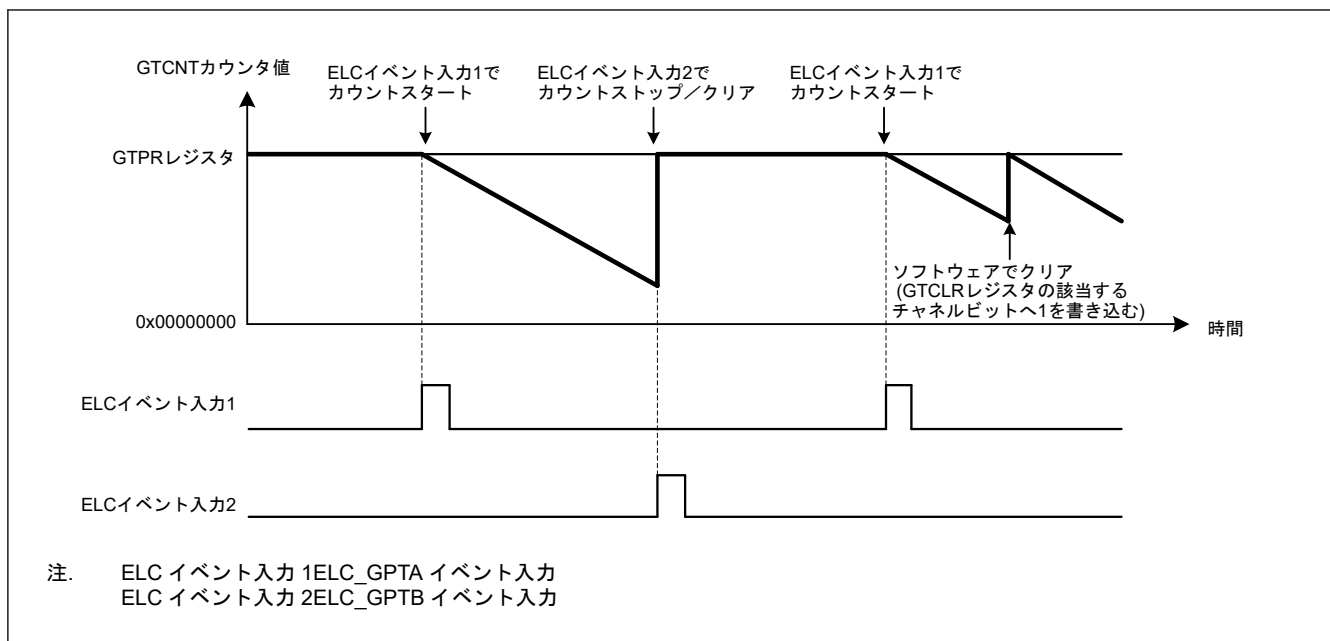 GTCNTカウンタ値
ELCイベント入力1で
カウントスタート
ELCイベント入力2で
カウントストップ／クリア
ELCイベント入力1で
カウントスタート
GTPRレジスタ
ソフトウェアでクリア
(GTCLRレジスタの該当する
チャネルビットへ1を書き込む)
0x00000000
時間
ELCイベント入力1
ELCイベント入力2
注. ELC イベント入力 1ELC_GPTA イベント入力
ELC イベント入力 2ELC_GPTB イベント入力